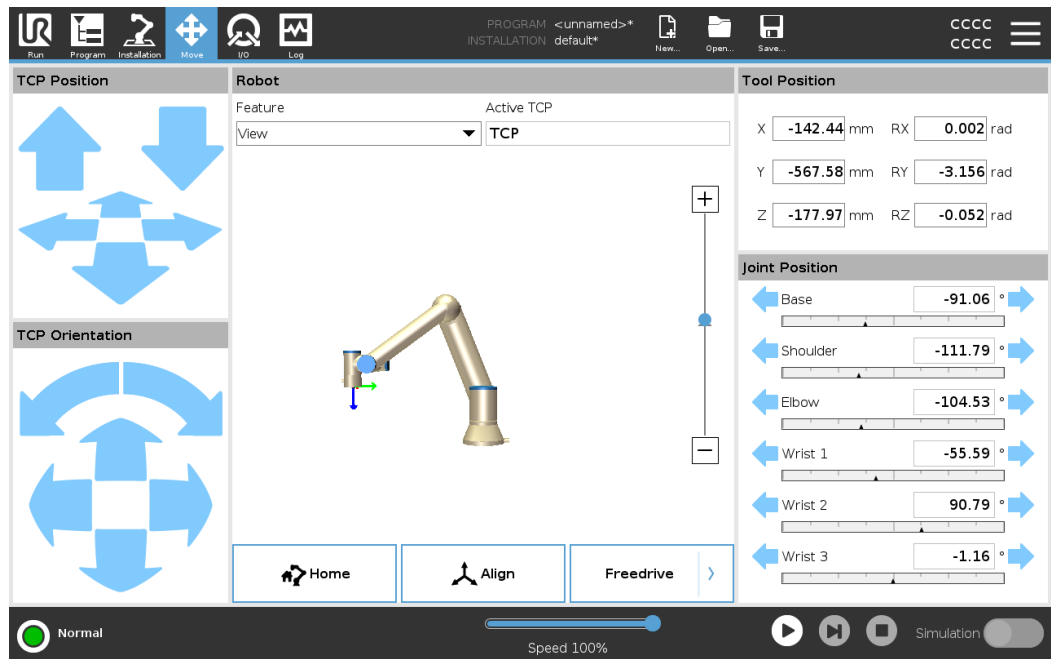 PROGRAM <unnamed>*
INSTALLATION default*
UR
Run
Program
Installation
Move
I/O
Log
New...
Open...
Save...
CCCC
CCCC
TCP Position
TCP Orientation
Robot
Feature
Active TCP
View
TCP
+
−
Home
Align
Freedrive
Tool Position
X -142.44 mm RX 0.002 rad
Y -567.58 mm RY -3.156 rad
Z -177.97 mm RZ -0.052 rad
Joint Position
Base -91.06 °
Shoulder -111.79 °
Elbow -104.53 °
Wrist 1 -55.59 °
Wrist 2 90.79 °
Wrist 3 -1.16 °
Normal
Speed 100%
Simulation